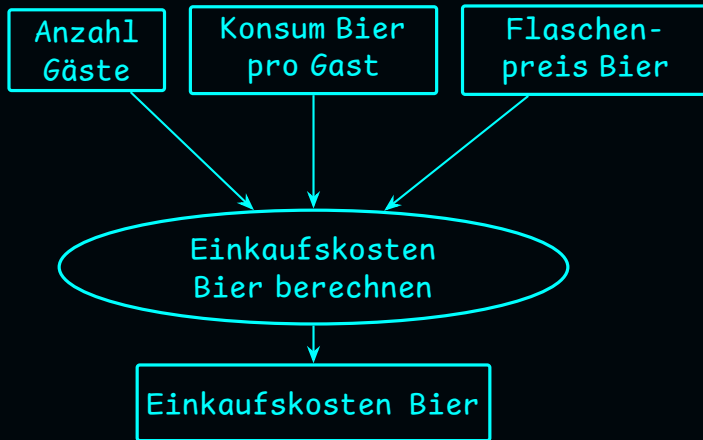 Anzahl
Gäste
Konsum Bier
pro Gast
Flaschen-
preis Bier
Einkaufskosten
Bier berechnen
Einkaufskosten Bier